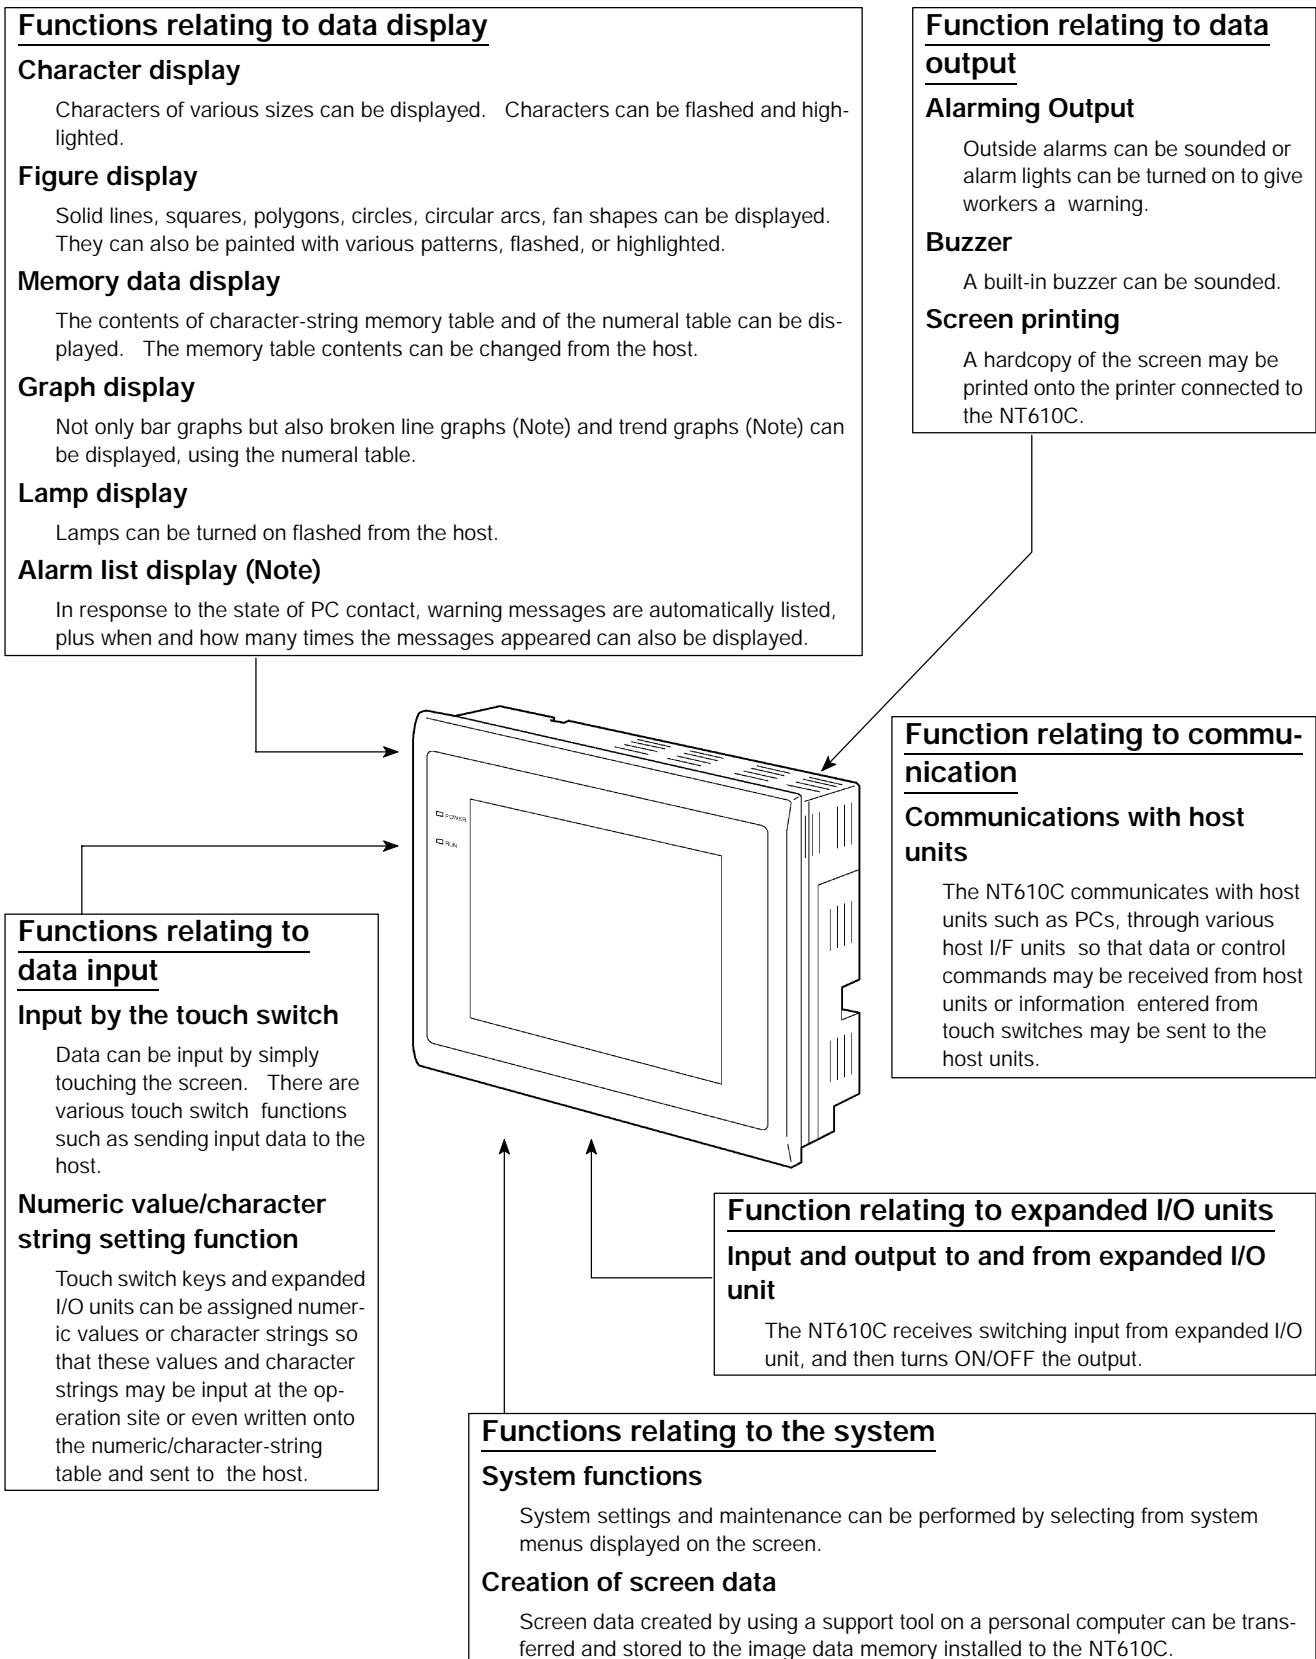 Functions relating to data display
Character display
Characters of various sizes can be displayed. Characters can be flashed and high-
lighted.
Figure display
Solid lines, squares, polygons, circles, circular arcs, fan shapes can be displayed.
They can also be painted with various patterns, flashed, or highlighted.
Memory data display
The contents of character-string memory table and of the numeral table can be dis-
played. The memory table contents can be changed from the host.
Graph display
Not only bar graphs but also broken line graphs (Note) and trend graphs (Note) can
be displayed, using the numeral table.
Lamp display
Lamps can be turned on flashed from the host.
Alarm list display (Note)
In response to the state of PC contact, warning messages are automatically listed,
plus when and how many times the messages appeared can also be displayed.
Function relating to data
output
Alarming Output
Outside alarms can be sounded or
alarm lights can be turned on to give
workers a warning.
Buzzer
A built-in buzzer can be sounded.
Screen printing
A hardcopy of the screen may be
printed onto the printer connected to
the NT610C.
POWER
RUN
Function relating to commu-
nication
Communications with host
units
The NT610C communicates with host
units such as PCs, through various
host I/F units so that data or control
commands may be received from host
units or information entered from
touch switches may be sent to the
host units.
Functions relating to
data input
Input by the touch switch
Data can be input by simply
touching the screen. There are
various touch switch functions
such as sending input data to the
host.
Numeric value/character
string setting function
Touch switch keys and expanded
I/O units can be assigned numer-
ic values or character strings so
that these values and character
strings may be input at the op-
eration site or even written onto
the numeric/character-string
table and sent to the host.
Function relating to expanded I/O units
Input and output to and from expanded I/O
unit
The NT610C receives switching input from expanded I/O
unit, and then turns ON/OFF the output.
Functions relating to the system
System functions
System settings and maintenance can be performed by selecting from system
menus displayed on the screen.
Creation of screen data
Screen data created by using a support tool on a personal computer can be trans-
ferred and stored to the image data memory installed to the NT610C.